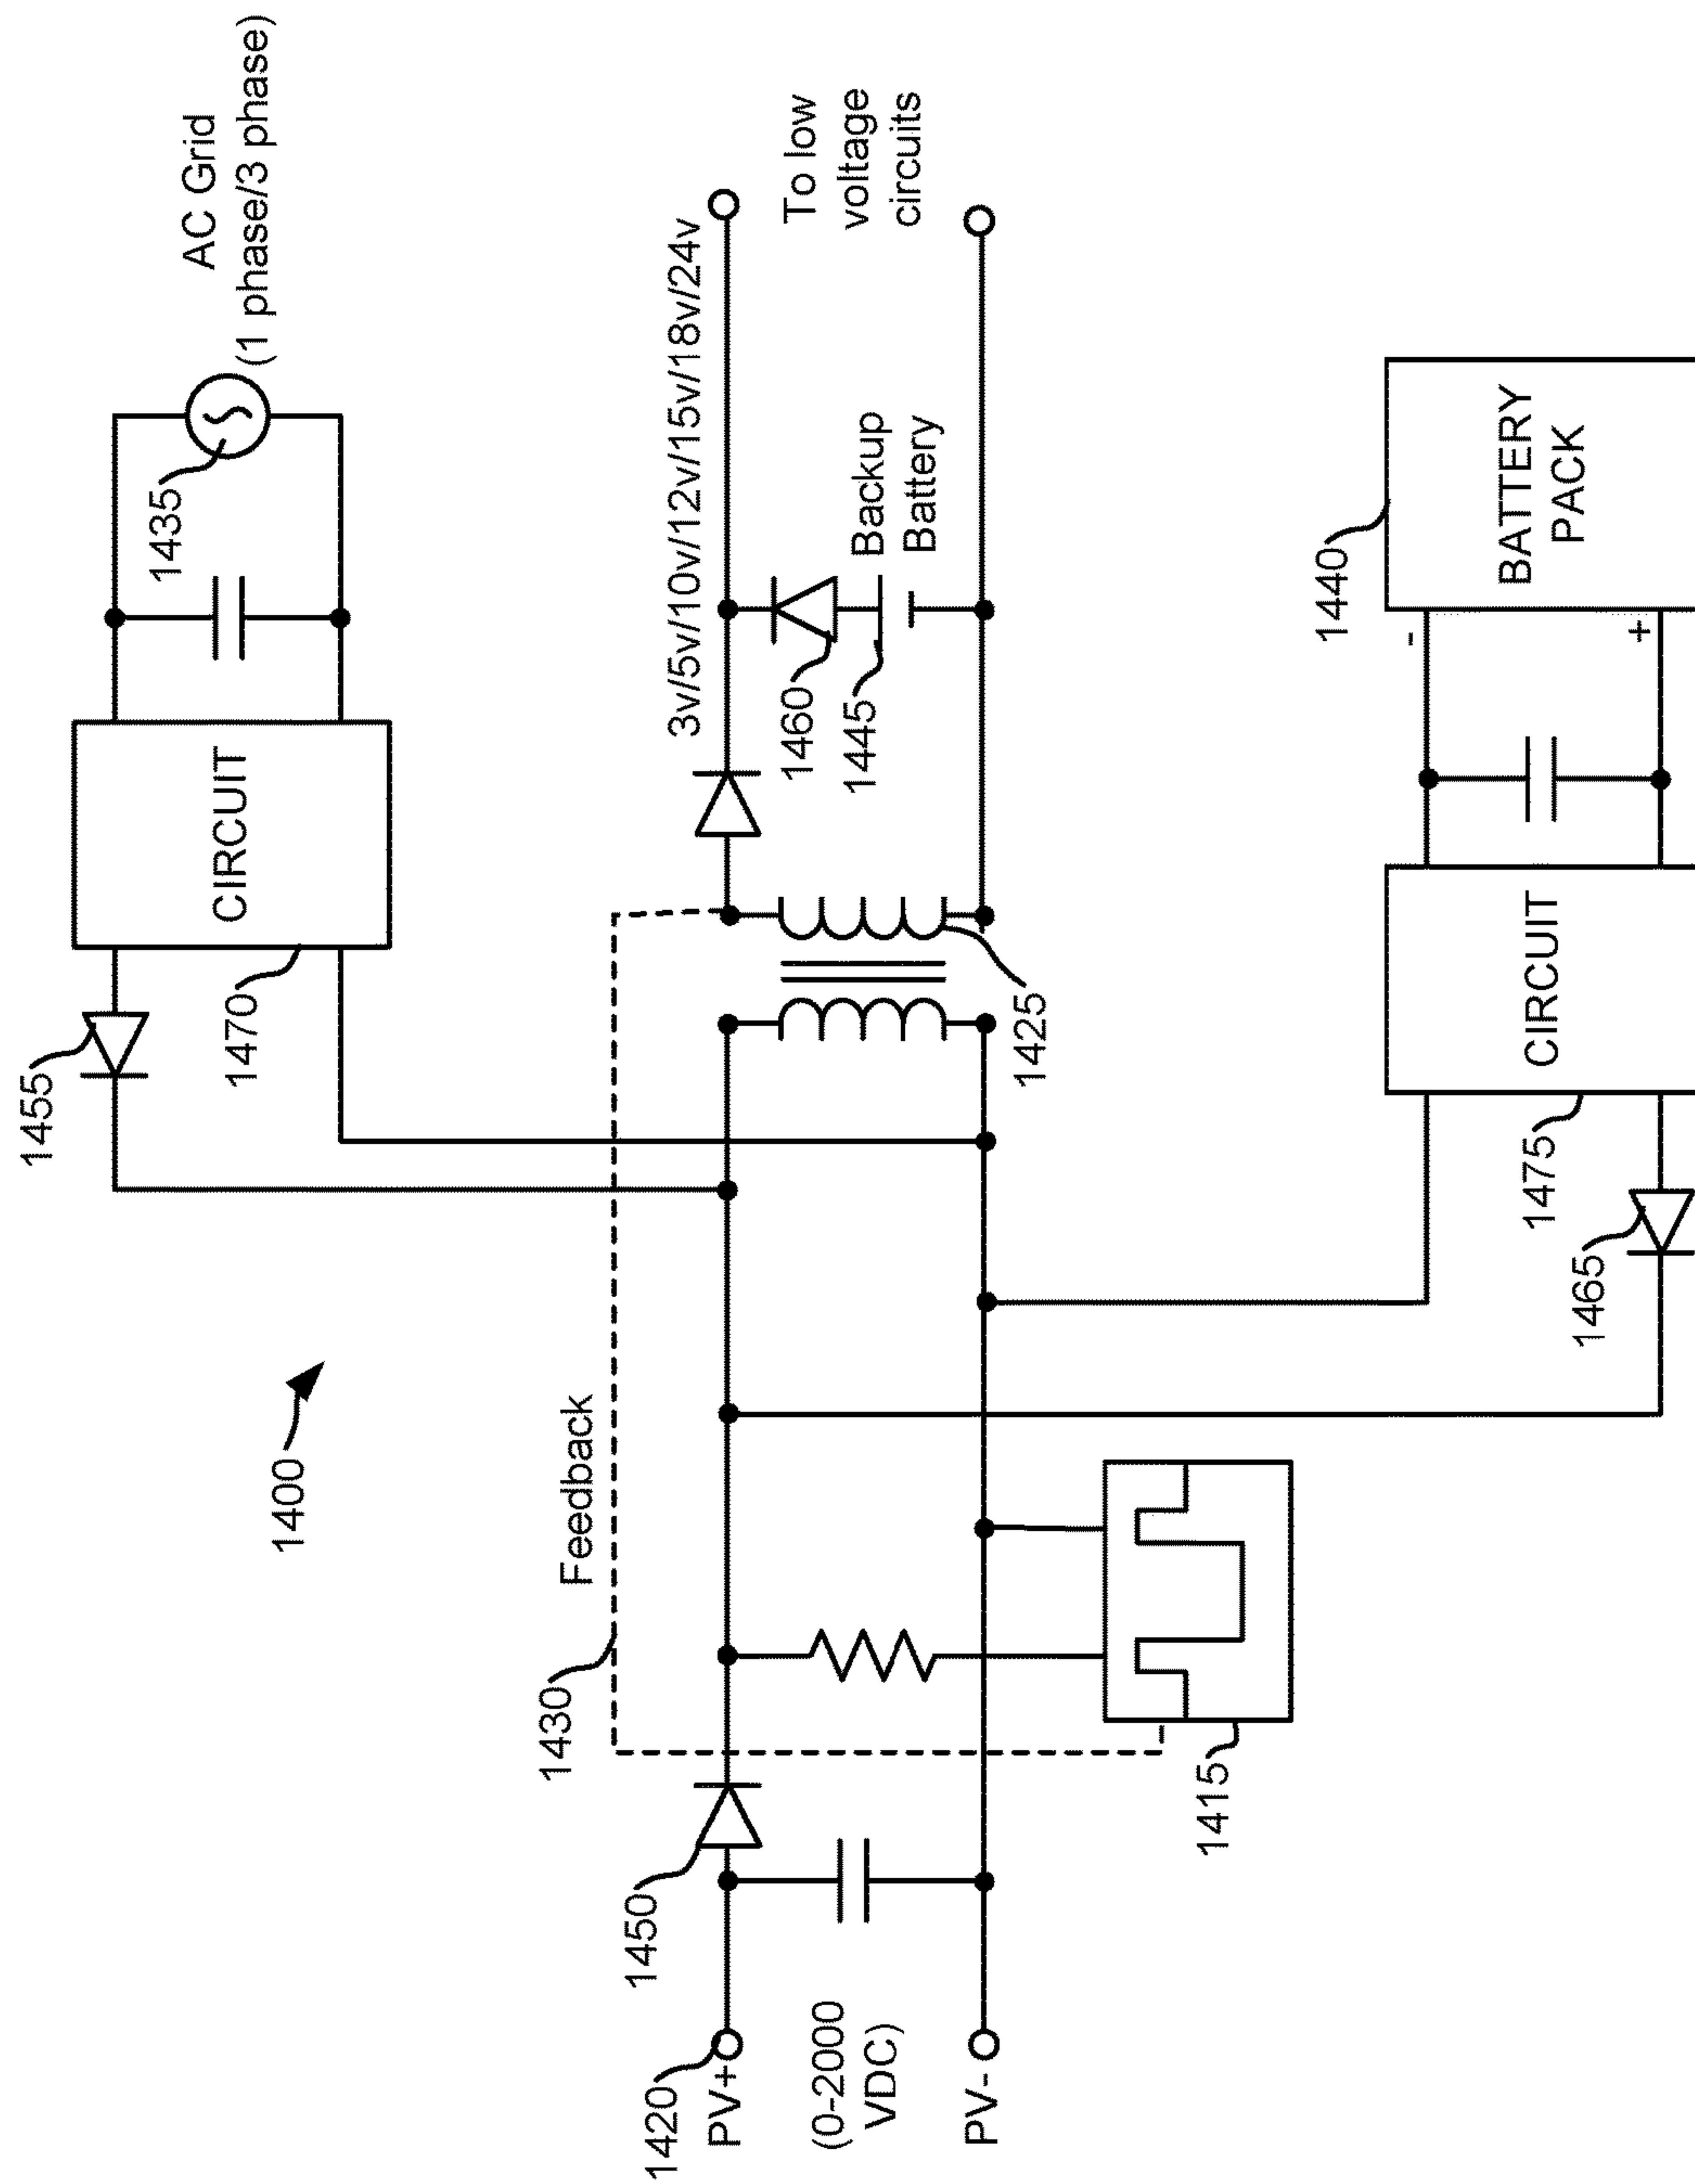 AC Grid
(1 phase/3 phase)
1435
CIRCUIT
1455
1470
1400
Feedback
1430
3v/5v/10v/12v/15v/18v/24v
To low
voltage
circuits
1460
1445
Backup
Battery
1425
1450
1420
PV+
(0-2000
VDC)
PV-
1415
1440
BATTERY
PACK
-
+
CIRCUIT
1475
1465